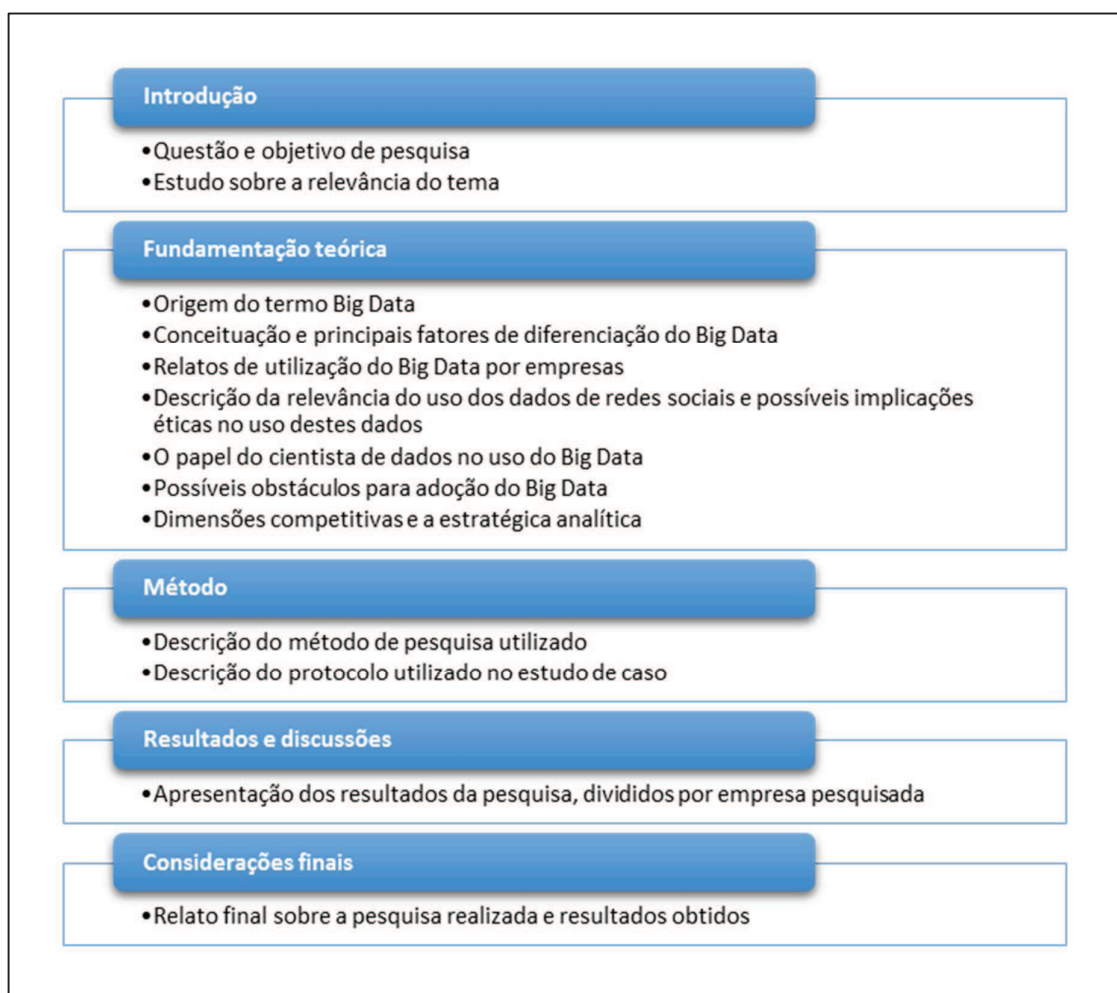 Introdução
•Questão e objetivo de pesquisa
•Estudo sobre a relevância do tema
Fundamentação teórica
•Origem do termo Big Data
•Conceituação e principais fatores de diferenciação do Big Data
•Relatos de utilização do Big Data por empresas
•Descrição da relevância do uso dos dados de redes sociais e possíveis implicações
éticas no uso destes dados
•O papel do cientista de dados no uso do Big Data
•Possíveis obstáculos para adoção do Big Data
•Dimensões competitivas e a estratégica analítica
Método
•Descrição do método de pesquisa utilizado
•Descrição do protocolo utilizado no estudo de caso
Resultados e discussões
•Apresentação dos resultados da pesquisa, divididos por empresa pesquisada
Considerações finais
•Relato final sobre a pesquisa realizada e resultados obtidos